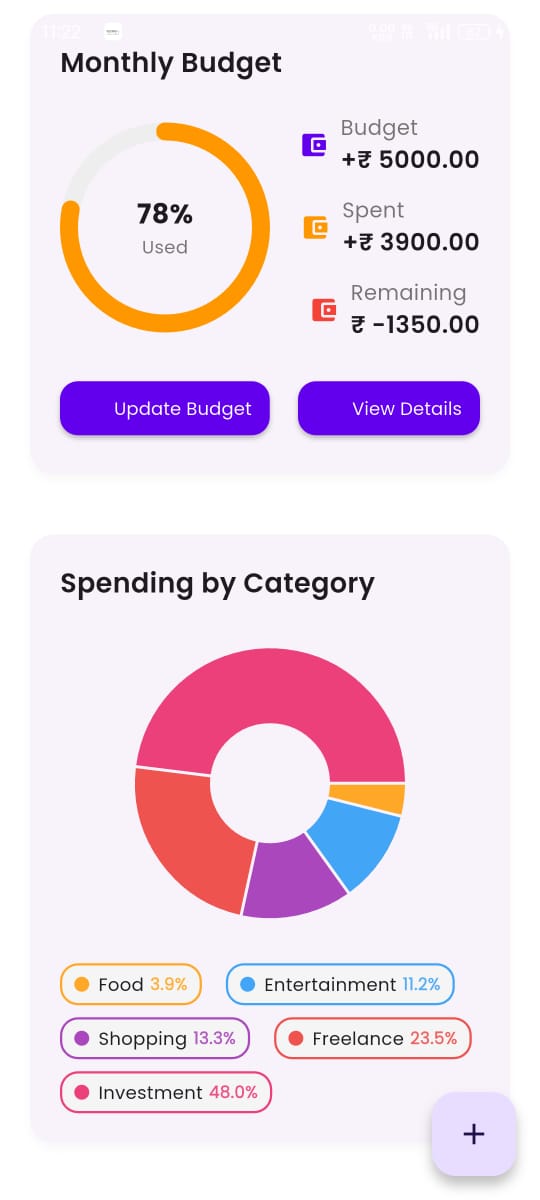 11:22
Monthly Budget
Budget
+₹ 5000.00
78%
Used
Spent
+₹ 3900.00
Remaining
₹ -1350.00
Update Budget View Details
Spending by Category
Food 3.9% Entertainment 11.2%
Shopping 13.3% Freelance 23.5%
Investment 48.0%
+